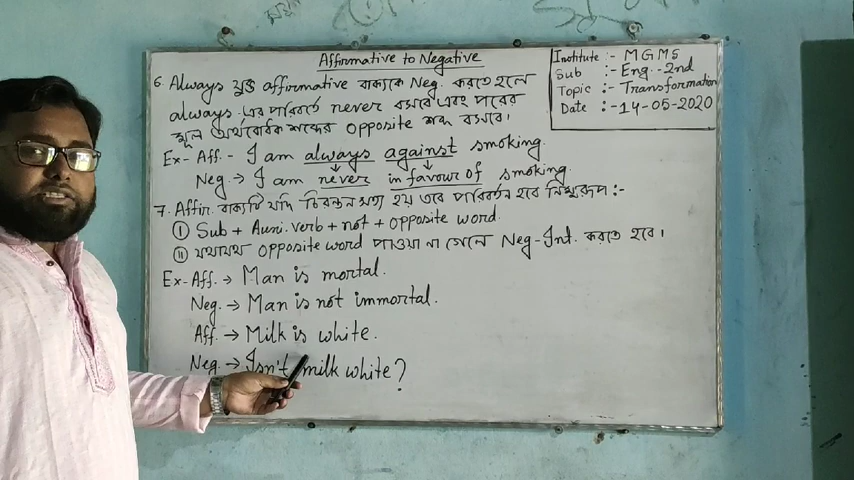 Affirmative to Negative
6. Always যুক্ত affirmative বাক্যকে Neg. করতে হলে
always এর পরিবর্তে never বসবে এবং পরের
মূল অর্থবোধক শব্দের opposite শব্দ বসবে।
Ex- Aff. - I am always against smoking.
Neg. → I am never in favour of smoking.
7. Affir. বাক্যটি যদি চিরন্তন সত্য হয় তবে পরিবর্তন হবে নিম্নরূপ :-
(i) Sub + Auxi. verb + not + opposite word.
(ii) যথাযথ opposite word পাওয়া না গেলে Neg-Int. করতে হবে।
Ex- Aff. → Man is mortal.
Neg. → Man is not immortal.
Aff. → Milk is white.
Neg. → Isn't milk white?
Institute :- MGMS
Sub :- Eng.-2nd
Topic :- Transformation
Date :- 14-05-2020